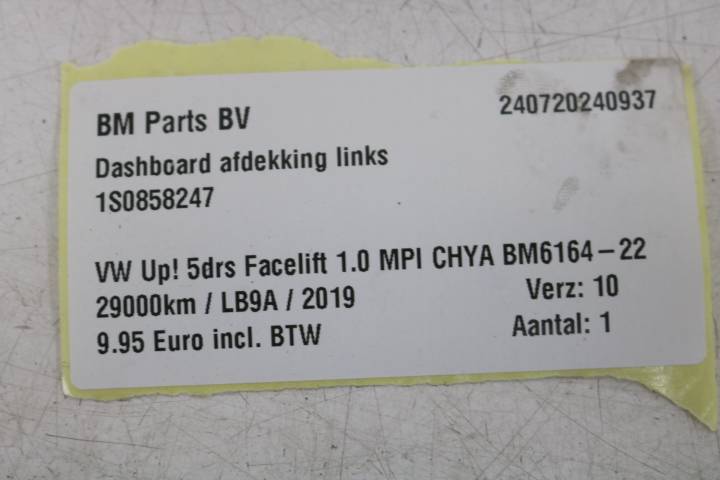 BM Parts BV 240720240937
Dashboard afdekking links
1S0858247
VW Up! 5drs Facelift 1.0 MPI CHYA BM6164-22
29000km / LB9A / 2019 Verz: 10
9.95 Euro incl. BTW Aantal: 1